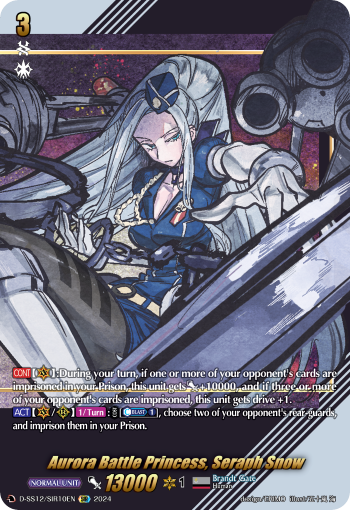 3
CONT【】:During your turn, if one or more of your opponent's cards are
imprisoned in your Prison, this unit gets +10000, and if three or more
of your opponent's cards are imprisoned, this unit gets drive +1.
ACT【/】1/Turn: BLAST 1, choose two of your opponent's rear-guards,
and imprison them in your Prison.
Aurora Battle Princess, Seraph Snow
NORMAL UNIT
13000
1
Brandt Gate
Human
D-SS12/SIR10EN 2024